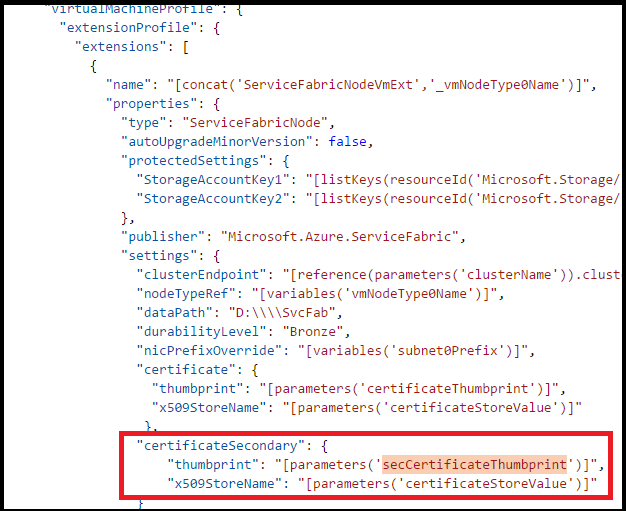 "virtualMachineProfile": {
"extensionProfile": {
"extensions": [
{
"name": "[concat('ServiceFabricNodeVmExt','_vmNodeType0Name')]",
"properties": {
"type": "ServiceFabricNode",
"autoUpgradeMinorVersion": false,
"protectedSettings": {
"StorageAccountKey1": "[listKeys(resourceId('Microsoft.Storage/
"StorageAccountKey2": "[listKeys(resourceId('Microsoft.Storage/
},
"publisher": "Microsoft.Azure.ServiceFabric",
"settings": {
"clusterEndpoint": "[reference(parameters('clusterName')).clust
"nodeTypeRef": "[variables('vmNodeType0Name')]",
"dataPath": "D:\\\\SvcFab",
"durabilityLevel": "Bronze",
"nicPrefixOverride": "[variables('subnet0Prefix')]",
"certificate": {
"thumbprint": "[parameters('certificateThumbprint')]",
"x509StoreName": "[parameters('certificateStoreValue')]"
},
"certificateSecondary": {
"thumbprint": "[parameters('secCertificateThumbprint')]",
"x509StoreName": "[parameters('certificateStoreValue')]"
}